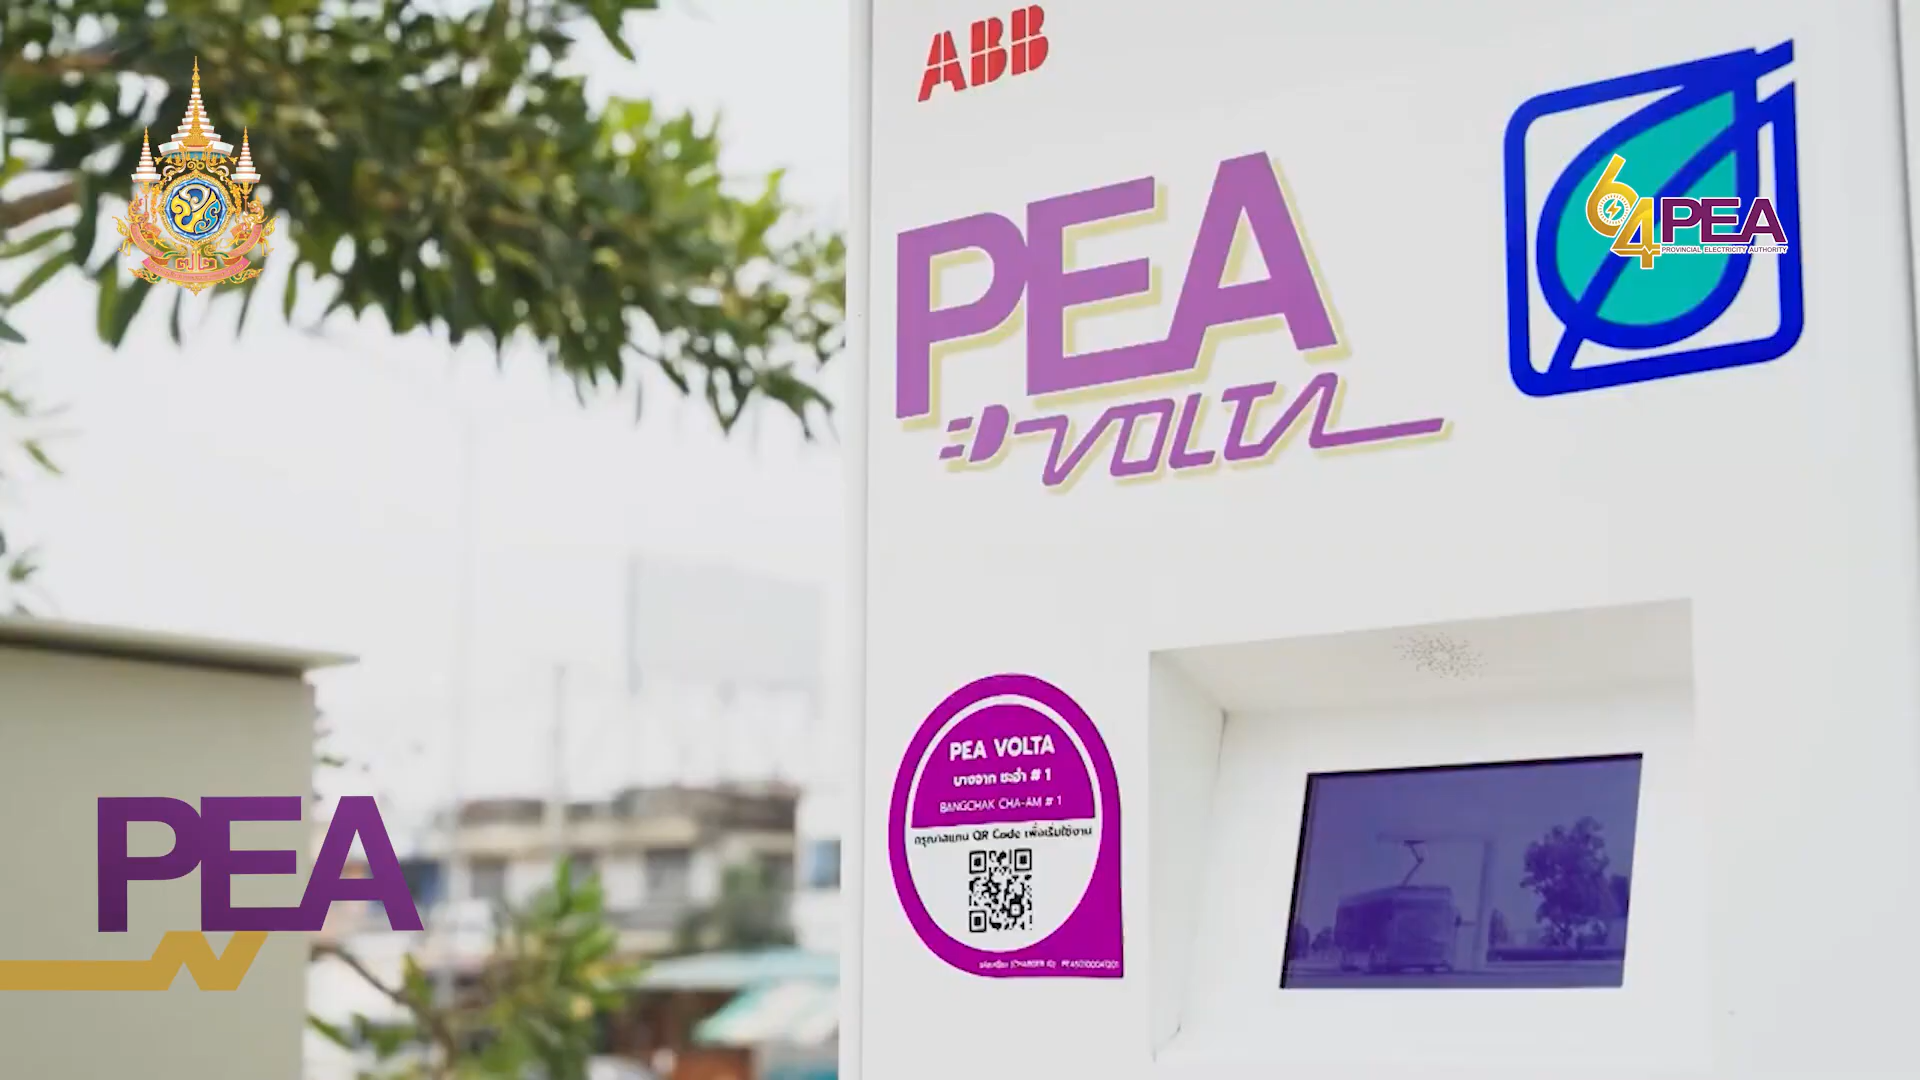 ABB
PEA
VOLTA
64 PEA
PROVINCIAL ELECTRICITY AUTHORITY
๗๒
PEA VOLTA
บางจาก ชะอำ # 1
BANGCHAK CHA-AM # 1
กรุณาสแกน QR Code เพื่อเริ่มใช้งาน
PEA